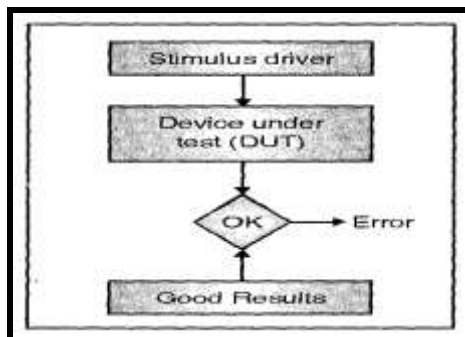 Stimulus driver
Device under
test (DUT)
OK
Error
Good Results